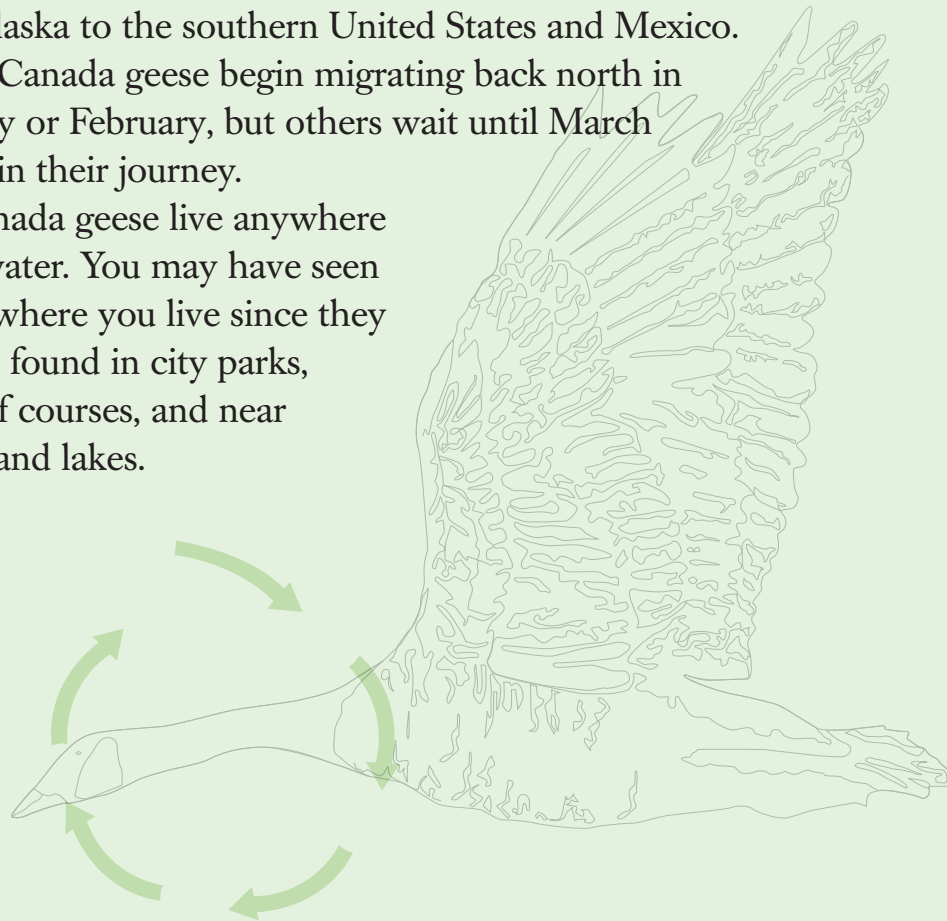 laska to the southern United States and Mexico.
Canada geese begin migrating back north in
y or February, but others wait until March
in their journey.
nada geese live anywhere
vater. You may have seen
where you live since they
found in city parks,
f courses, and near
and lakes.